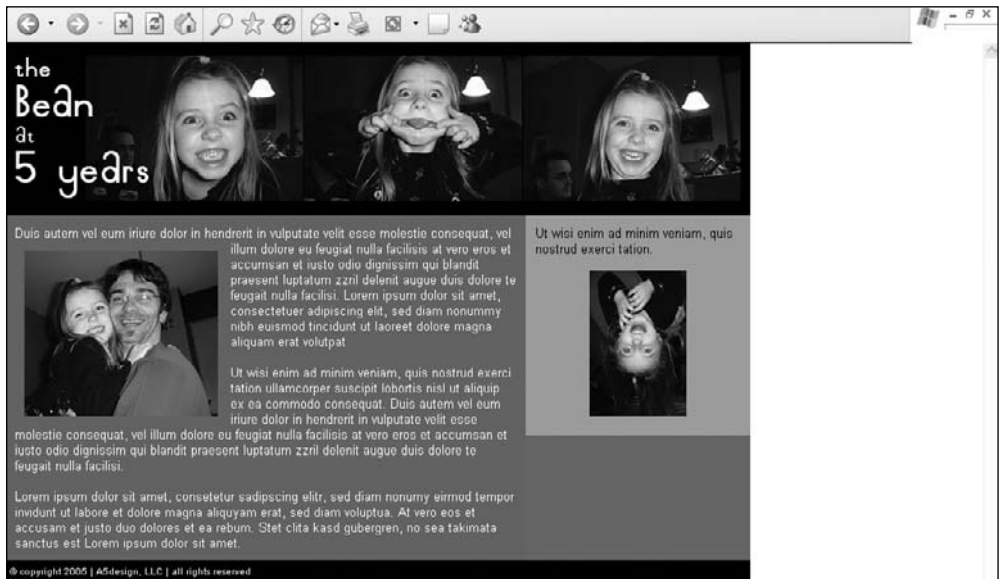 the
Bean
at
5 years
Duis autem vel eum iriure dolor in hendrerit in vulputate velit esse molestie consequat, vel
illum dolore eu feugiat nulla facilisis at vero eros et
accumsan et iusto odio dignissim qui blandit
praesent luptatum zzril delenit augue duis dolore te
feugait nulla facilisi. Lorem ipsum dolor sit amet,
consectetuer adipiscing elit, sed diam nonummy
nibh euismod tincidunt ut laoreet dolore magna
aliquam erat volutpat
Ut wisi enim ad minim veniam, quis nostrud exerci
tation ullamcorper suscipit lobortis nisl ut aliquip
ex ea commodo consequat. Duis autem vel eum
iriure dolor in hendrerit in vulputate velit esse
molestie consequat, vel illum dolore eu feugiat nulla facilisis at vero eros et accumsan et
iusto odio dignissim qui blandit praesent luptatum zzril delenit augue duis dolore te
feugait nulla facilisi.
Lorem ipsum dolor sit amet, consetetur sadipscing elitr, sed diam nonumy eirmod tempor
invidunt ut labore et dolore magna aliquyam erat, sed diam voluptua. At vero eos et
accusam et justo duo dolores et ea rebum. Stet clita kasd gubergren, no sea takimata
sanctus est Lorem ipsum dolor sit amet.
Ut wisi enim ad minim veniam, quis
nostrud exerci tation.
© copyright 2005 | A5design, LLC | all rights reserved